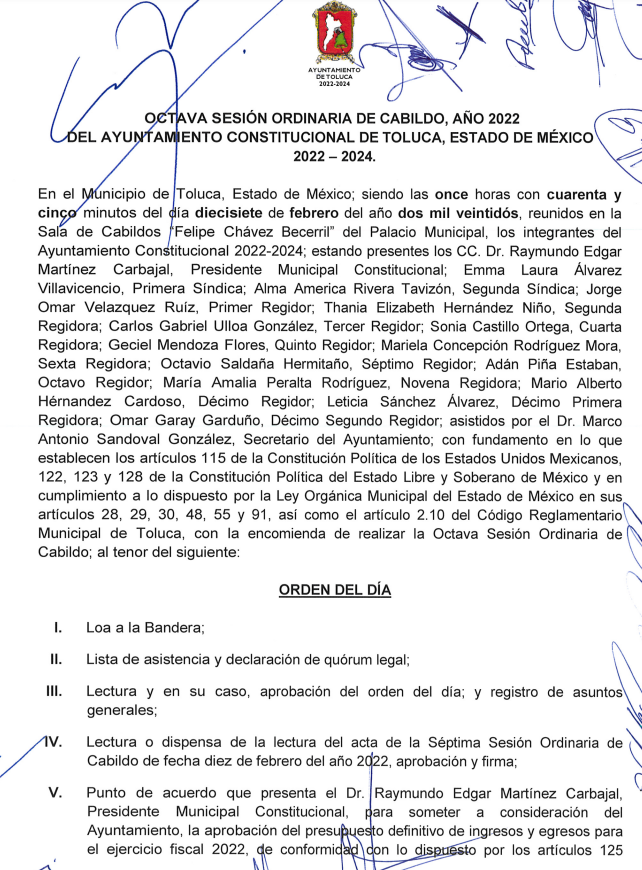 AYUNTAMIENTO
DE TOLUCA
2022-2024
OCTAVA SESIÓN ORDINARIA DE CABILDO, AÑO 2022
DEL AYUNTAMIENTO CONSTITUCIONAL DE TOLUCA, ESTADO DE MÉXICO
2022 – 2024.
En el Municipio de Toluca, Estado de México; siendo las once horas con cuarenta y
cinco minutos del día diecisiete de febrero del año dos mil veintidós, reunidos en la
Sala de Cabildos "Felipe Chávez Becerril" del Palacio Municipal, los integrantes del
Ayuntamiento Constitucional 2022-2024; estando presentes los CC. Dr. Raymundo Edgar
Martínez Carbajal, Presidente Municipal Constitucional; Emma Laura Álvarez
Villavicencio, Primera Síndica; Alma America Rivera Tavizón, Segunda Síndica; Jorge
Omar Velazquez Ruíz, Primer Regidor; Thania Elizabeth Hernández Niño, Segunda
Regidora; Carlos Gabriel Ulloa González, Tercer Regidor; Sonia Castillo Ortega, Cuarta
Regidora; Geciel Mendoza Flores, Quinto Regidor; Mariela Concepción Rodríguez Mora,
Sexta Regidora; Octavio Saldaña Hermitaño, Séptimo Regidor; Adán Piña Estaban,
Octavo Regidor; María Amalia Peralta Rodríguez, Novena Regidora; Mario Alberto
Hérnandez Cardoso, Décimo Regidor; Leticia Sánchez Álvarez, Décimo Primera
Regidora; Omar Garay Garduño, Décimo Segundo Regidor; asistidos por el Dr. Marco
Antonio Sandoval González, Secretario del Ayuntamiento; con fundamento en lo que
establecen los artículos 115 de la Constitución Política de los Estados Unidos Mexicanos,
122, 123 y 128 de la Constitución Política del Estado Libre y Soberano de México y en
cumplimiento a lo dispuesto por la Ley Orgánica Municipal del Estado de México en sus
artículos 28, 29, 30, 48, 55 y 91, así como el artículo 2.10 del Código Reglamentario
Municipal de Toluca, con la encomienda de realizar la Octava Sesión Ordinaria de
Cabildo; al tenor del siguiente:
ORDEN DEL DÍA
I. Loa a la Bandera;
II. Lista de asistencia y declaración de quórum legal;
III. Lectura y en su caso, aprobación del orden del día; y registro de asuntos
generales;
IV. Lectura o dispensa de la lectura del acta de la Séptima Sesión Ordinaria de
Cabildo de fecha diez de febrero del año 2022, aprobación y firma;
V. Punto de acuerdo que presenta el Dr. Raymundo Edgar Martínez Carbajal,
Presidente Municipal Constitucional, para someter a consideración del
Ayuntamiento, la aprobación del presupuesto definitivo de ingresos y egresos para
el ejercicio fiscal 2022, de conformidad con lo dispuesto por los artículos 125